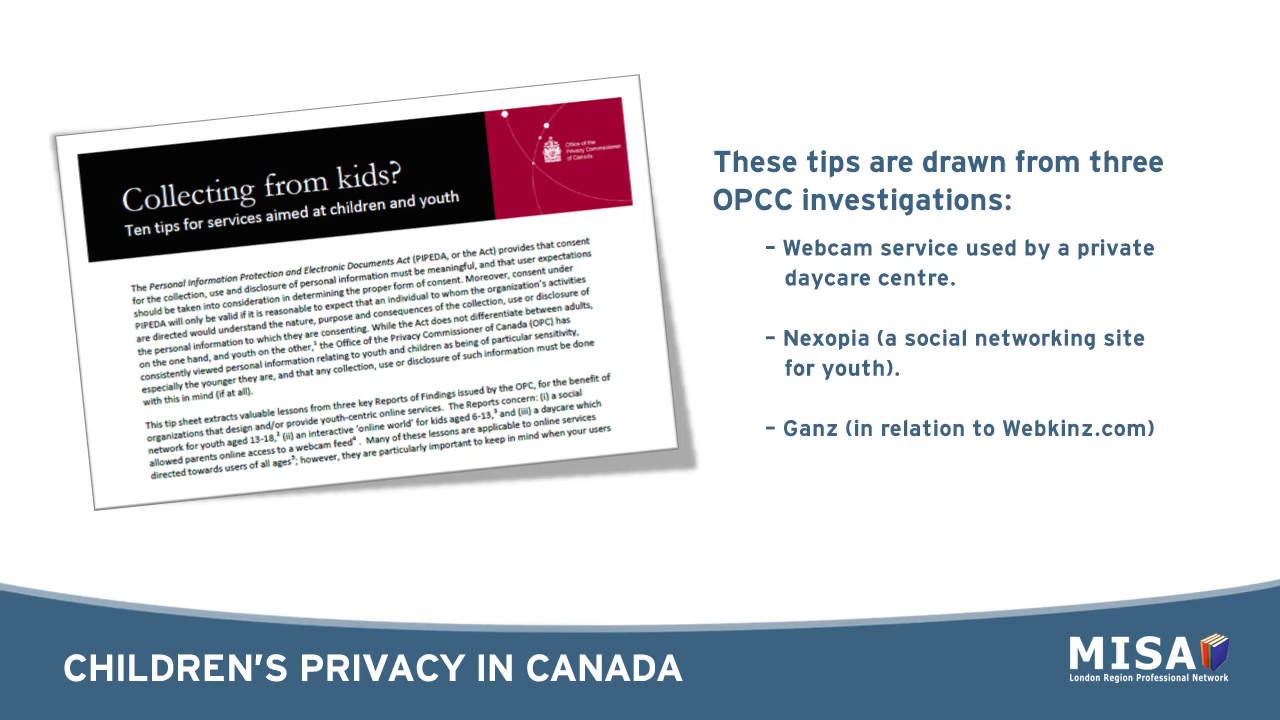 Collecting from kids?
Ten tips for services aimed at children and youth
Office of the
Privacy Commissioner
of Canada
The Personal Information Protection and Electronic Documents Act (PIPEDA, or the Act) provides that consent
for the collection, use and disclosure of personal information must be meaningful, and that user expectations
should be taken into consideration in determining the proper form of consent. Moreover, consent under
PIPEDA will only be valid if it is reasonable to expect that an individual to whom the organization's activities
are directed would understand the nature, purpose and consequences of the collection, use or disclosure of
the personal information to which they are consenting. While the Act does not differentiate between adults,
on the one hand, and youth on the other,¹ the Office of the Privacy Commissioner of Canada (OPC) has
consistently viewed personal information relating to youth and children as being of particular sensitivity,
especially the younger they are, and that any collection, use or disclosure of such information must be done
with this in mind (if at all).
This tip sheet extracts valuable lessons from three key Reports of Findings issued by the OPC, for the benefit of
organizations that design and/or provide youth-centric online services. The Reports concern: (i) a social
network for youth aged 13-18,² (ii) an interactive 'online world' for kids aged 6-13,³ and (iii) a daycare which
allowed parents online access to a webcam feed⁴. Many of these lessons are applicable to online services
directed towards users of all ages⁵; however, they are particularly important to keep in mind when your users
These tips are drawn from three
OPCC investigations:
– Webcam service used by a private
daycare centre.
– Nexopia (a social networking site
for youth).
– Ganz (in relation to Webkinz.com)
CHILDREN'S PRIVACY IN CANADA
MISA
London Region Professional Network